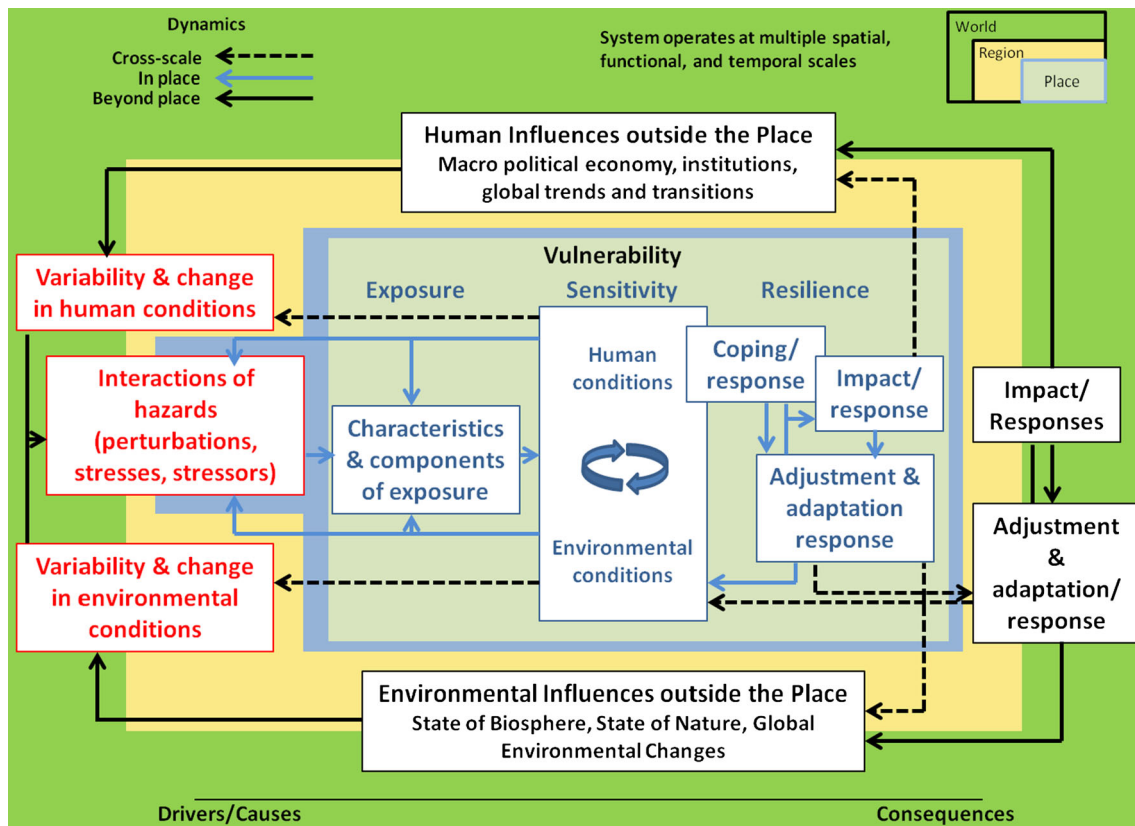 Dynamics
Cross-scale
In place
Beyond place
System operates at multiple spatial,
functional, and temporal scales
World
Region
Place
Human Influences outside the Place
Macro political economy, institutions,
global trends and transitions
Variability & change
in human conditions
Interactions of
hazards
(perturbations,
stresses, stressors)
Variability & change
in environmental
conditions
Vulnerability
Exposure
Sensitivity
Resilience
Characteristics
& components
of exposure
Human
conditions
Environmental
conditions
Coping/
response
Impact/
response
Adjustment &
adaptation
response
Impact/
Responses
Adjustment
&
adaptation/
response
Environmental Influences outside the Place
State of Biosphere, State of Nature, Global
Environmental Changes
Drivers/Causes
Consequences